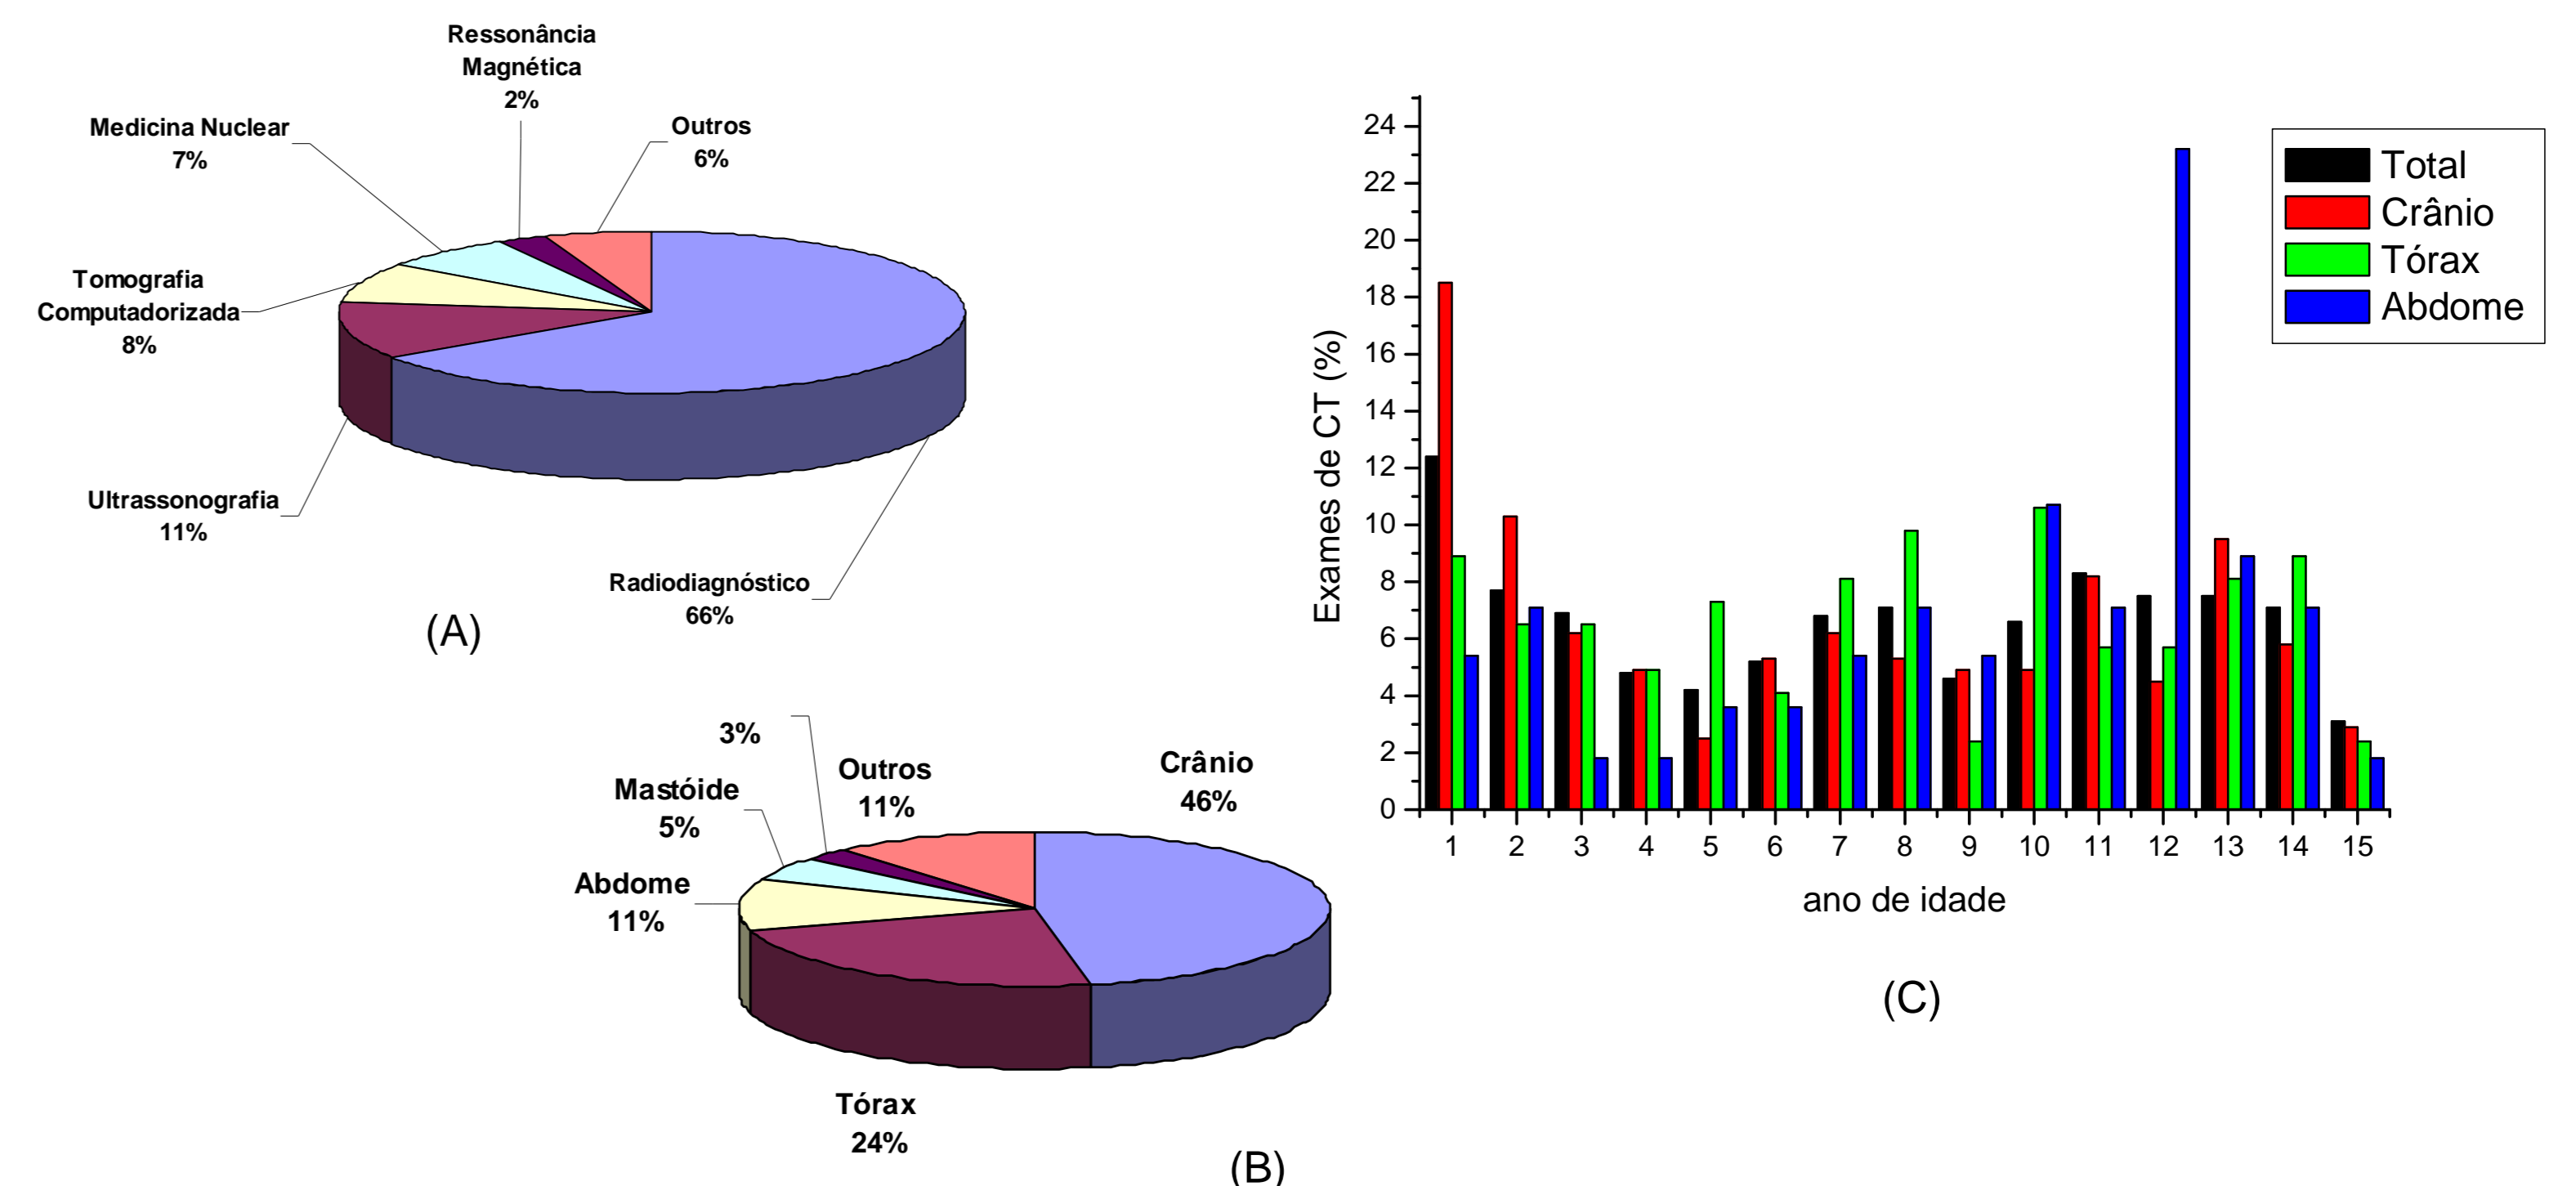 Ressonância
Magnética
2%
Outros
6%
Medicina Nuclear
7%
Tomografia
Computadorizada
8%
Ultrassonografia
11%
Radiodiagnóstico
66%
(A)
3%
Outros
11%
Crânio
46%
Mastóide
5%
Abdome
11%
Tórax
24%
(B)
Exames de CT (%)
24
22
20
18
16
14
12
10
8
6
4
2
0
1 2 3 4 5 6 7 8 9 10 11 12 13 14 15
ano de idade
Total
Crânio
Tórax
Abdome
(C)